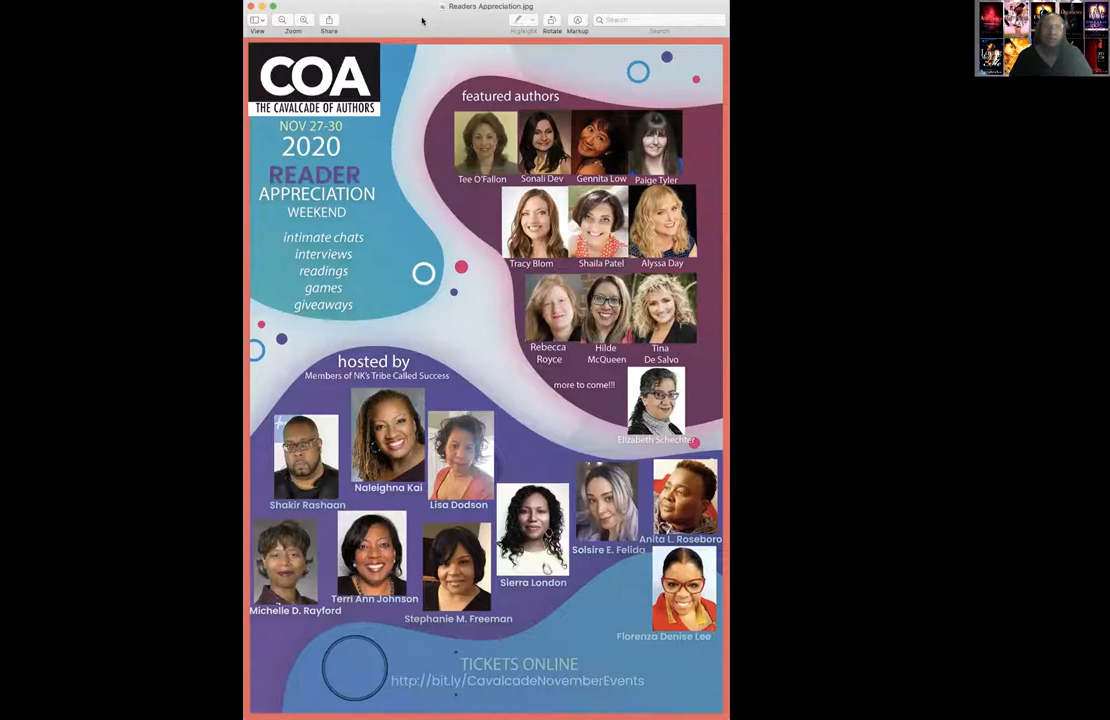 Readers Appreciation.jpg
View
Zoom
Share
Highlight
Rotate
Markup
Search
Search
COA
THE CAVALCADE OF AUTHORS
NOV 27-30
2020
READER
APPRECIATION
WEEKEND
intimate chats
interviews
readings
games
giveaways
featured authors
Tee O'Fallon
Sonali Dev
Gennita Low
Paige Tyler
Tracy Blom
Shaila Patel
Alyssa Day
Rebecca
Royce
Hilde
McQueen
Tina
De Salvo
more to come!!!
Elizabeth Schechter
hosted by
Members of NK's Tribe Called Success
Shakir Rashaan
Naleighna Kai
Lisa Dodson
Michelle D. Rayford
Terri Ann Johnson
Stephanie M. Freeman
Sierra London
Solsire E. Felida
Anita L. Roseboro
Florenza Denise Lee
TICKETS ONLINE
http://bit.ly/CavalcadeNovemberEvents